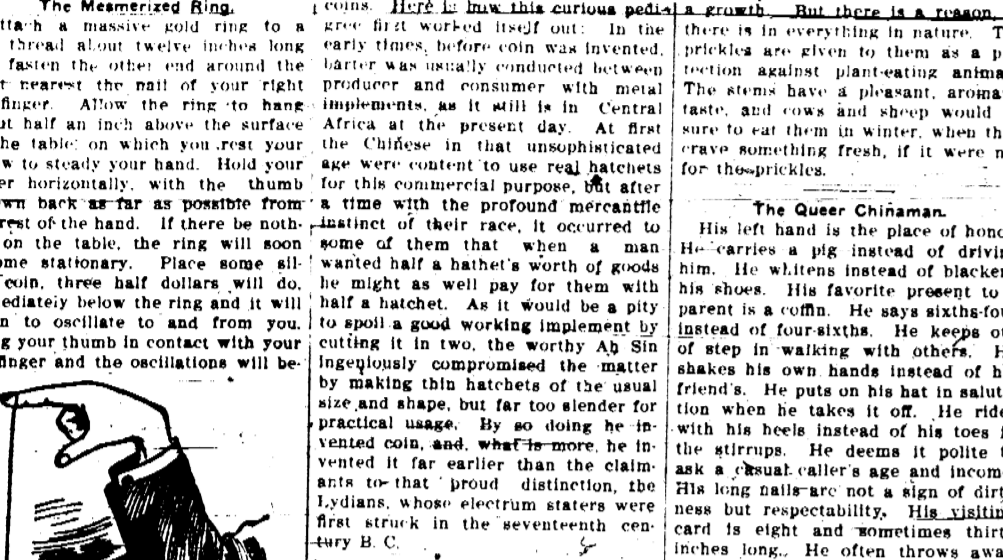 The Mesmerized Ring.
ttach a massive gold ring to a
thread about twelve inches long
fasten the other end around the
t nearest the nail of your right
finger. Allow the ring to hang
ut half an inch above the surface
he table on which you rest your
w to steady your hand. Hold your
er horizontally, with the thumb
wn back as far as possible from
rest of the hand. If there be noth-
on the table, the ring will soon
ome stationary. Place some sil-
coin, three half dollars will do,
ediately below the ring and it will
n to oscillate to and from you.
g your thumb in contact with your
finger and the oscillations will be-
coins. Here is how this curious pedi-
gree first worked itself out: In the
early times, before coin was invented,
barter was usually conducted between
producer and consumer with metal
implements, as it still is in Central
Africa at the present day. At first
the Chinese in that unsophisticated
age were content to use real hatchets
for this commercial purpose, but after
a time with the profound mercantile
instinct of their race, it occurred to
some of them that when a man
wanted half a hathet's worth of goods
he might as well pay for them with
half a hatchet. As it would be a pity
to spoil a good working implement by
cutting it in two, the worthy Ah Sin
ingeniously compromised the matter
by making thin hatchets of the usual
size and shape, but far too slender for
practical usage. By so doing he in-
vented coin, and, what is more, he in-
vented it far earlier than the claim-
ants to that proud distinction, the
Lydians, whose electrum staters were
first struck in the seventeenth cen-
tury B. C.
a growth. But there is a reason
there is in everything in nature. T
prickles are given to them as a p
tection against plant-eating anima
The stems have a pleasant, aroma
taste, and cows and sheep would
sure to eat them in winter, when th
crave something fresh, if it were n
for the prickles.
The Queer Chinaman.
His left hand is the place of hono
He carries a pig instead of drivi
him. He whitens instead of blacken
his shoes. His favorite present to
parent is a coffin. He says sixths-fou
instead of four-sixths. He keeps o
of step in walking with others. H
shakes his own hands instead of h
friend's. He puts on his hat in saluta
tion when he takes it off. He ride
with his heels instead of his toes i
the stirrups. He deems it polite t
ask a casual caller's age and incom
His long nails are not a sign of dirt
ness but respectability. His visitin
card is eight and sometimes thirt
inches long. He often throws awa